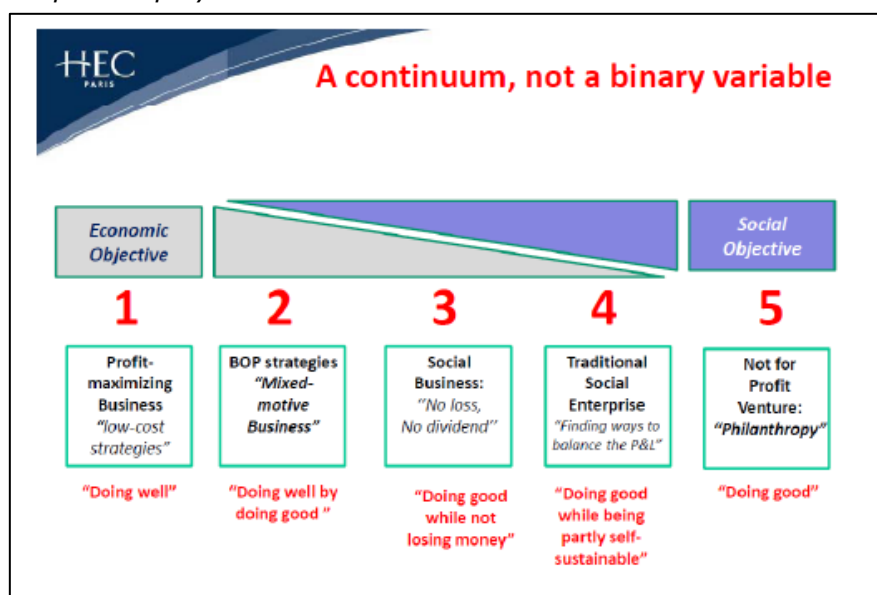 HEC
PARIS
A continuum, not a binary variable
Economic
Objective
Social
Objective
1
2
3
4
5
Profit-
maximizing
Business
"low-cost
strategies"
BOP strategies
"Mixed-
motive
Business"
Social
Business:
"No loss,
No dividend"
Traditional
Social
Enterprise
"Finding ways to
balance the P&L"
Not for
Profit
Venture:
"Philanthropy"
"Doing well"
"Doing well by
doing good "
"Doing good
while not
losing money"
"Doing good
while being
partly self-
sustainable"
"Doing good"